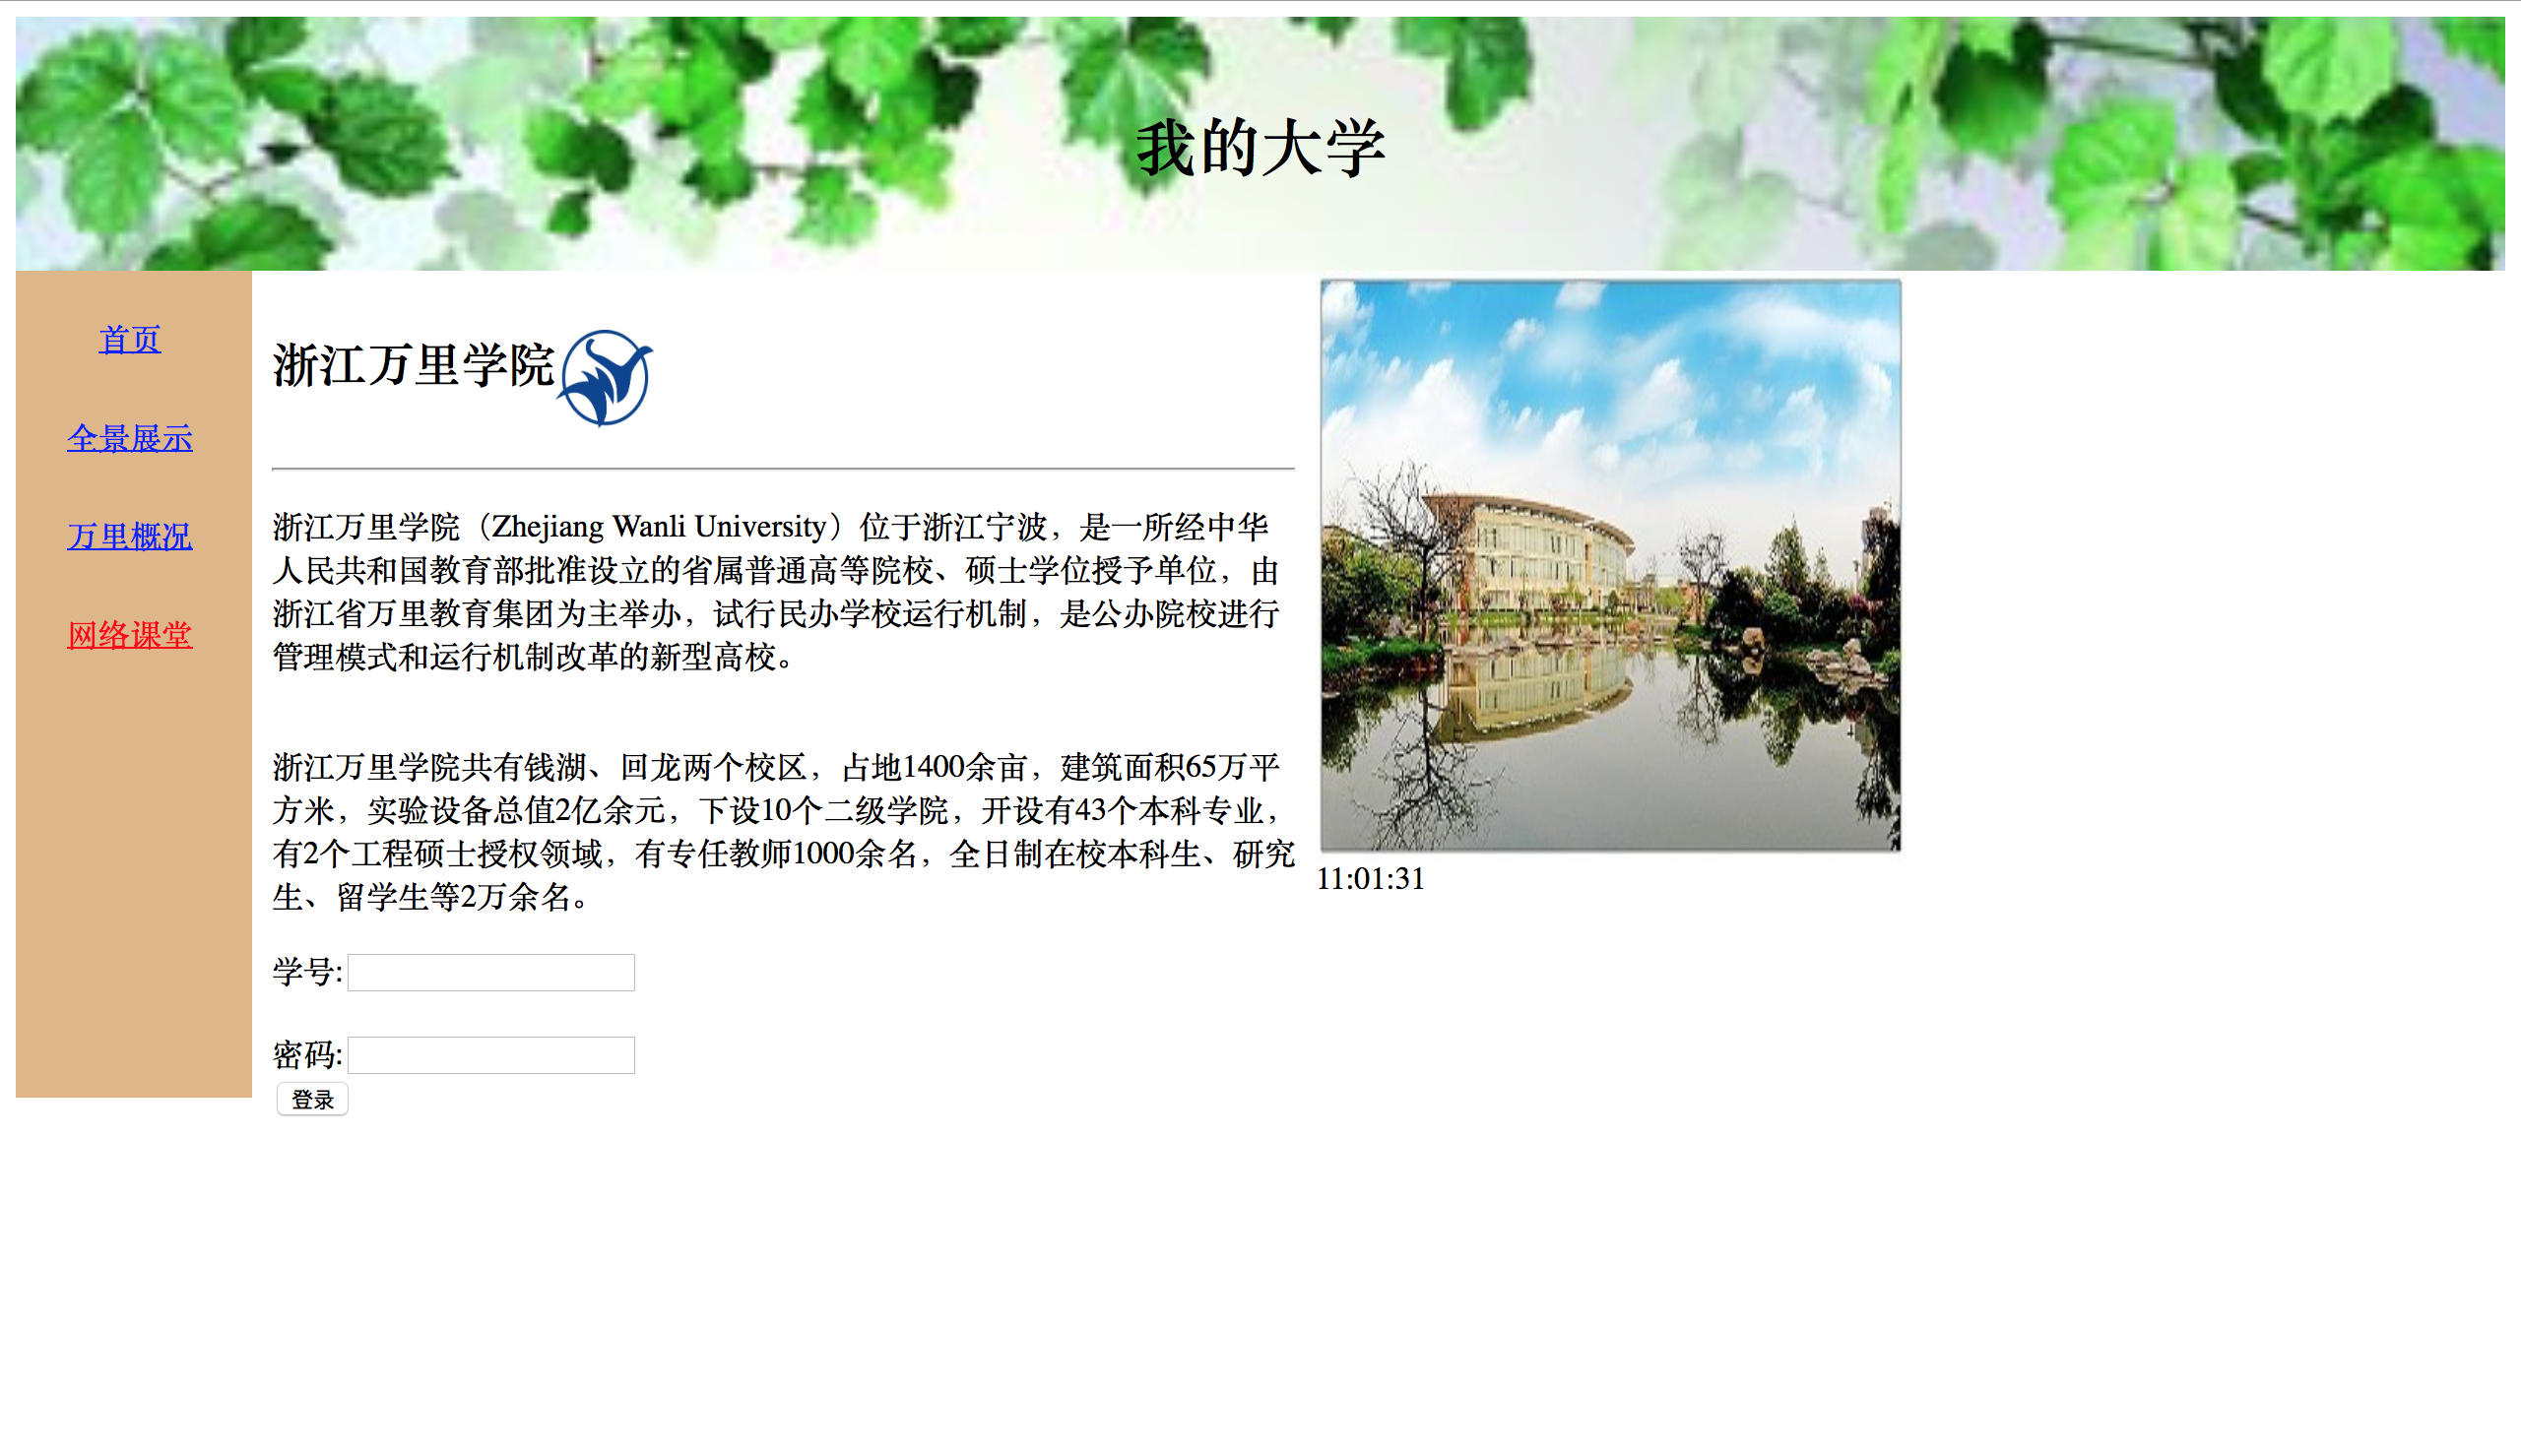 我的大学
首页
全景展示
万里概况
网络课堂
浙江万里学院
浙江万里学院（Zhejiang Wanli University）位于浙江宁波，是一所经中华
人民共和国教育部批准设立的省属普通高等院校、硕士学位授予单位，由
浙江省万里教育集团为主举办，试行民办学校运行机制，是公办院校进行
管理模式和运行机制改革的新型高校。
浙江万里学院共有钱湖、回龙两个校区，占地1400余亩，建筑面积65万平
方米，实验设备总值2亿余元，下设10个二级学院，开设有43个本科专业，
有2个工程硕士授权领域，有专任教师1000余名，全日制在校本科生、研究
生、留学生等2万余名。
学号:
密码:
登录
11:01:31